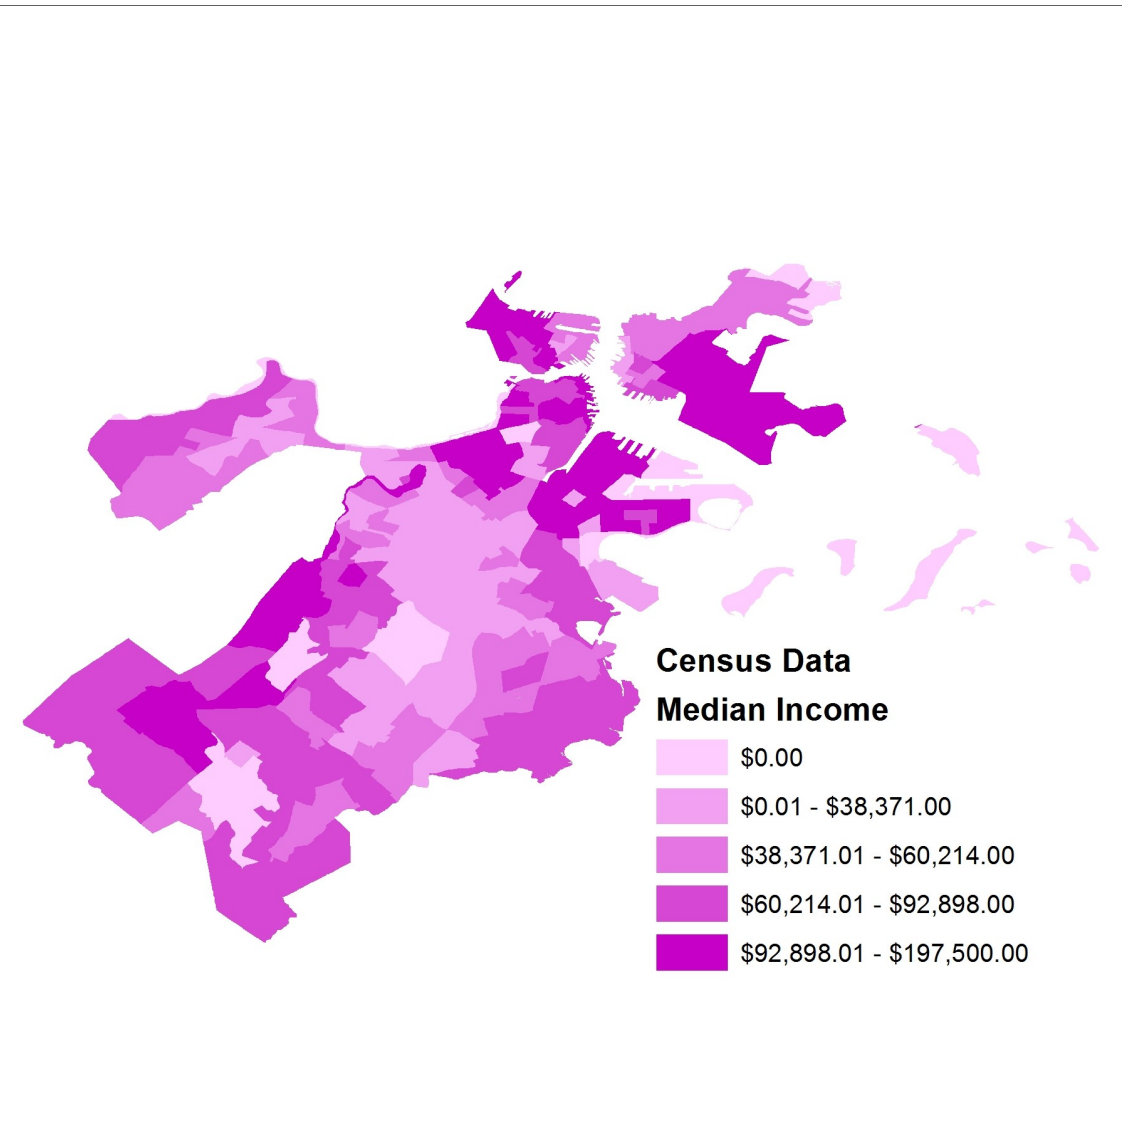 Census Data
Median Income
$0.00
$0.01 - $38,371.00
$38,371.01 - $60,214.00
$60,214.01 - $92,898.00
$92,898.01 - $197,500.00